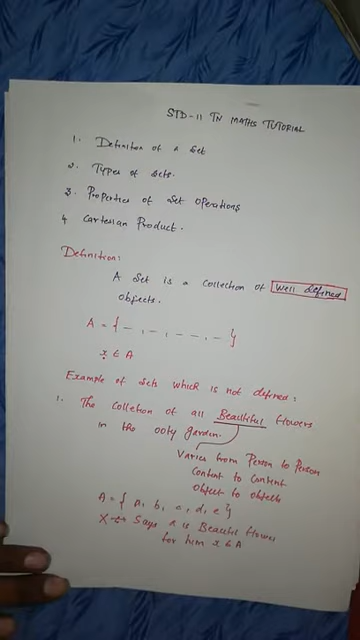 STD-11 TN MATHS TUTORIAL
1. Definition of a Set
2. Types of Sets.
3. Properties of Set Operations
4 Cartesian Product.
Definition:
A Set is a Collection of Well defined
Objects.
A = { – , – , – – , – }
x ∈ A
Example of Sets which is not defined:
1. The Colletion of all Beautiful flowers
in the ooty garden.
Varies from Person to Person
Content to Content
Object to objects
A = { a, b, c, d, e }
X Says x is Beautiful flower
for him x ∈ A